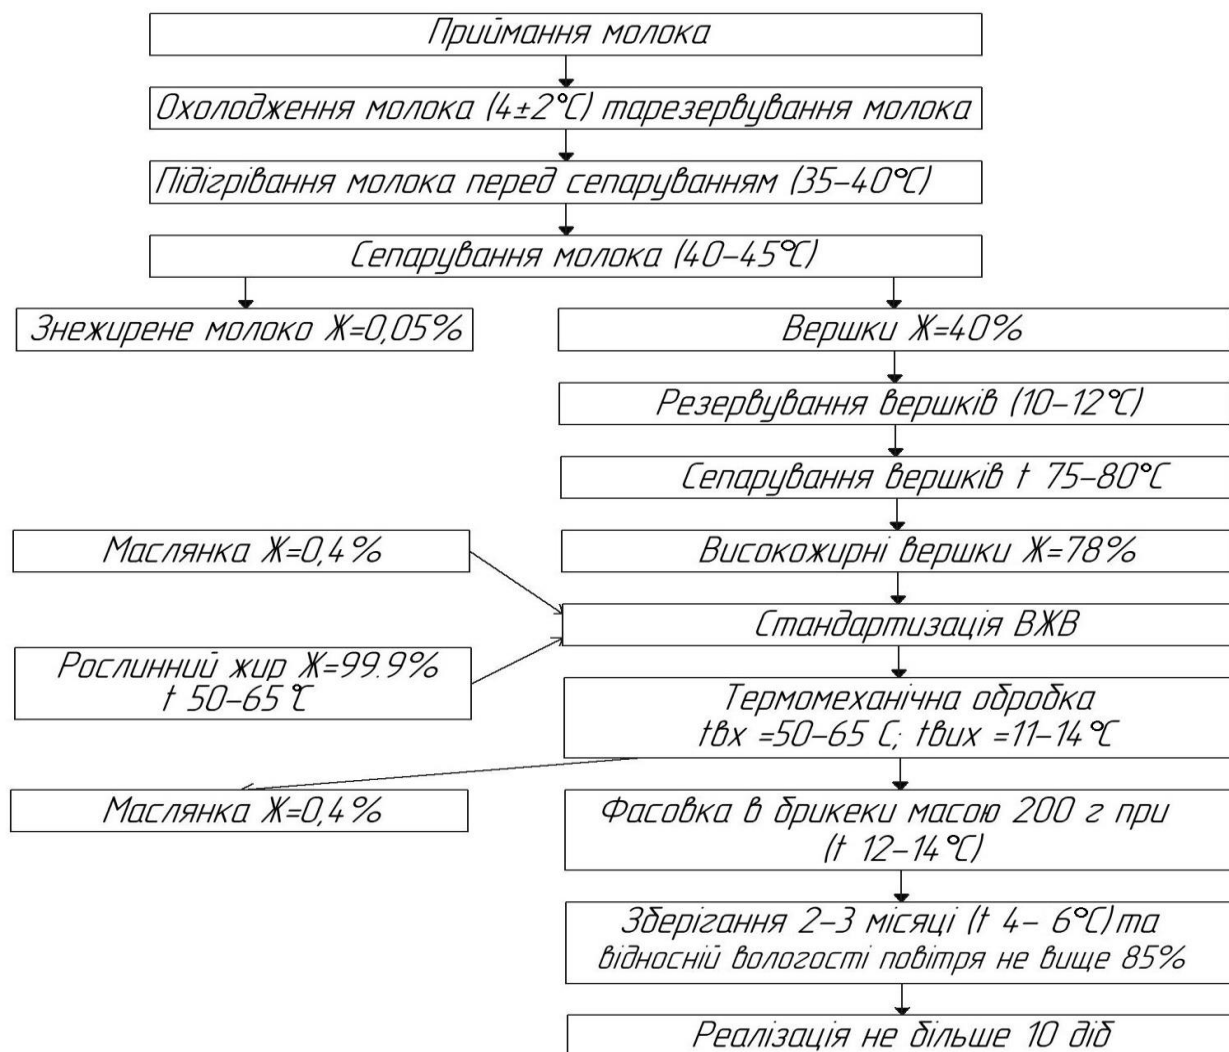 Приймання молока
Охолодження молока (4±2°С) тарезервування молока
Підігрівання молока перед сепаруванням (35–40°С)
Сепарування молока (40–45°С)
Знежирене молоко Ж=0,05%
Вершки Ж=40%
Резервування вершків (10–12°С)
Сепарування вершків t 75–80°С
Маслянка Ж=0,4%
Високожирні вершки Ж=78%
Стандартизація ВЖВ
Рослинний жир Ж=99.9%
t 50–65°С
Термомеханічна обробка
tвх =50–65 С; tвих =11–14°С
Маслянка Ж=0,4%
Фасовка в брикеки масою 200 г при
(t 12–14°С)
Зберігання 2–3 місяці (t 4– 6°С) та
відносній вологості повітря не вище 85%
Реалізація не більше 10 діб